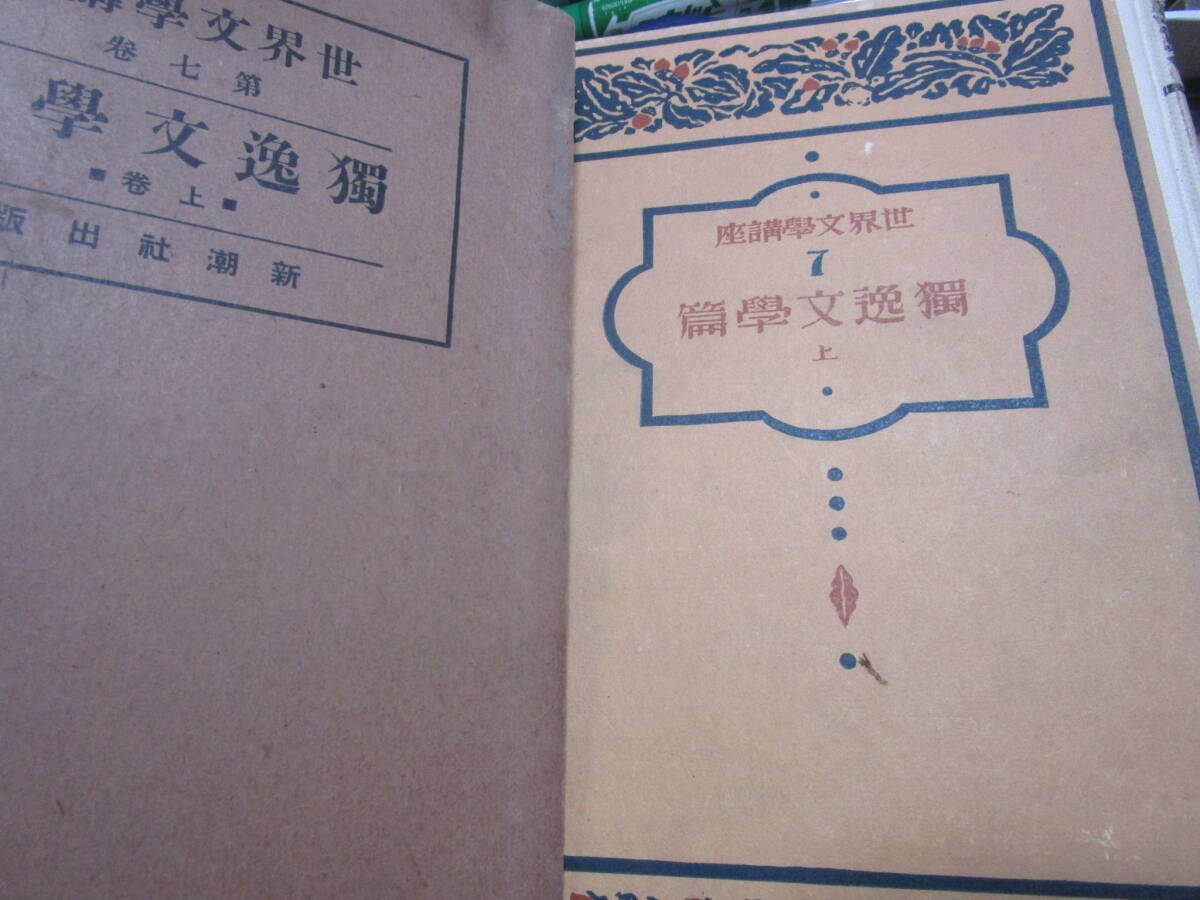 世界文學講
第七卷
獨逸文學
上卷
新潮社出版
世界文學講座
7
獨逸文學篇
上